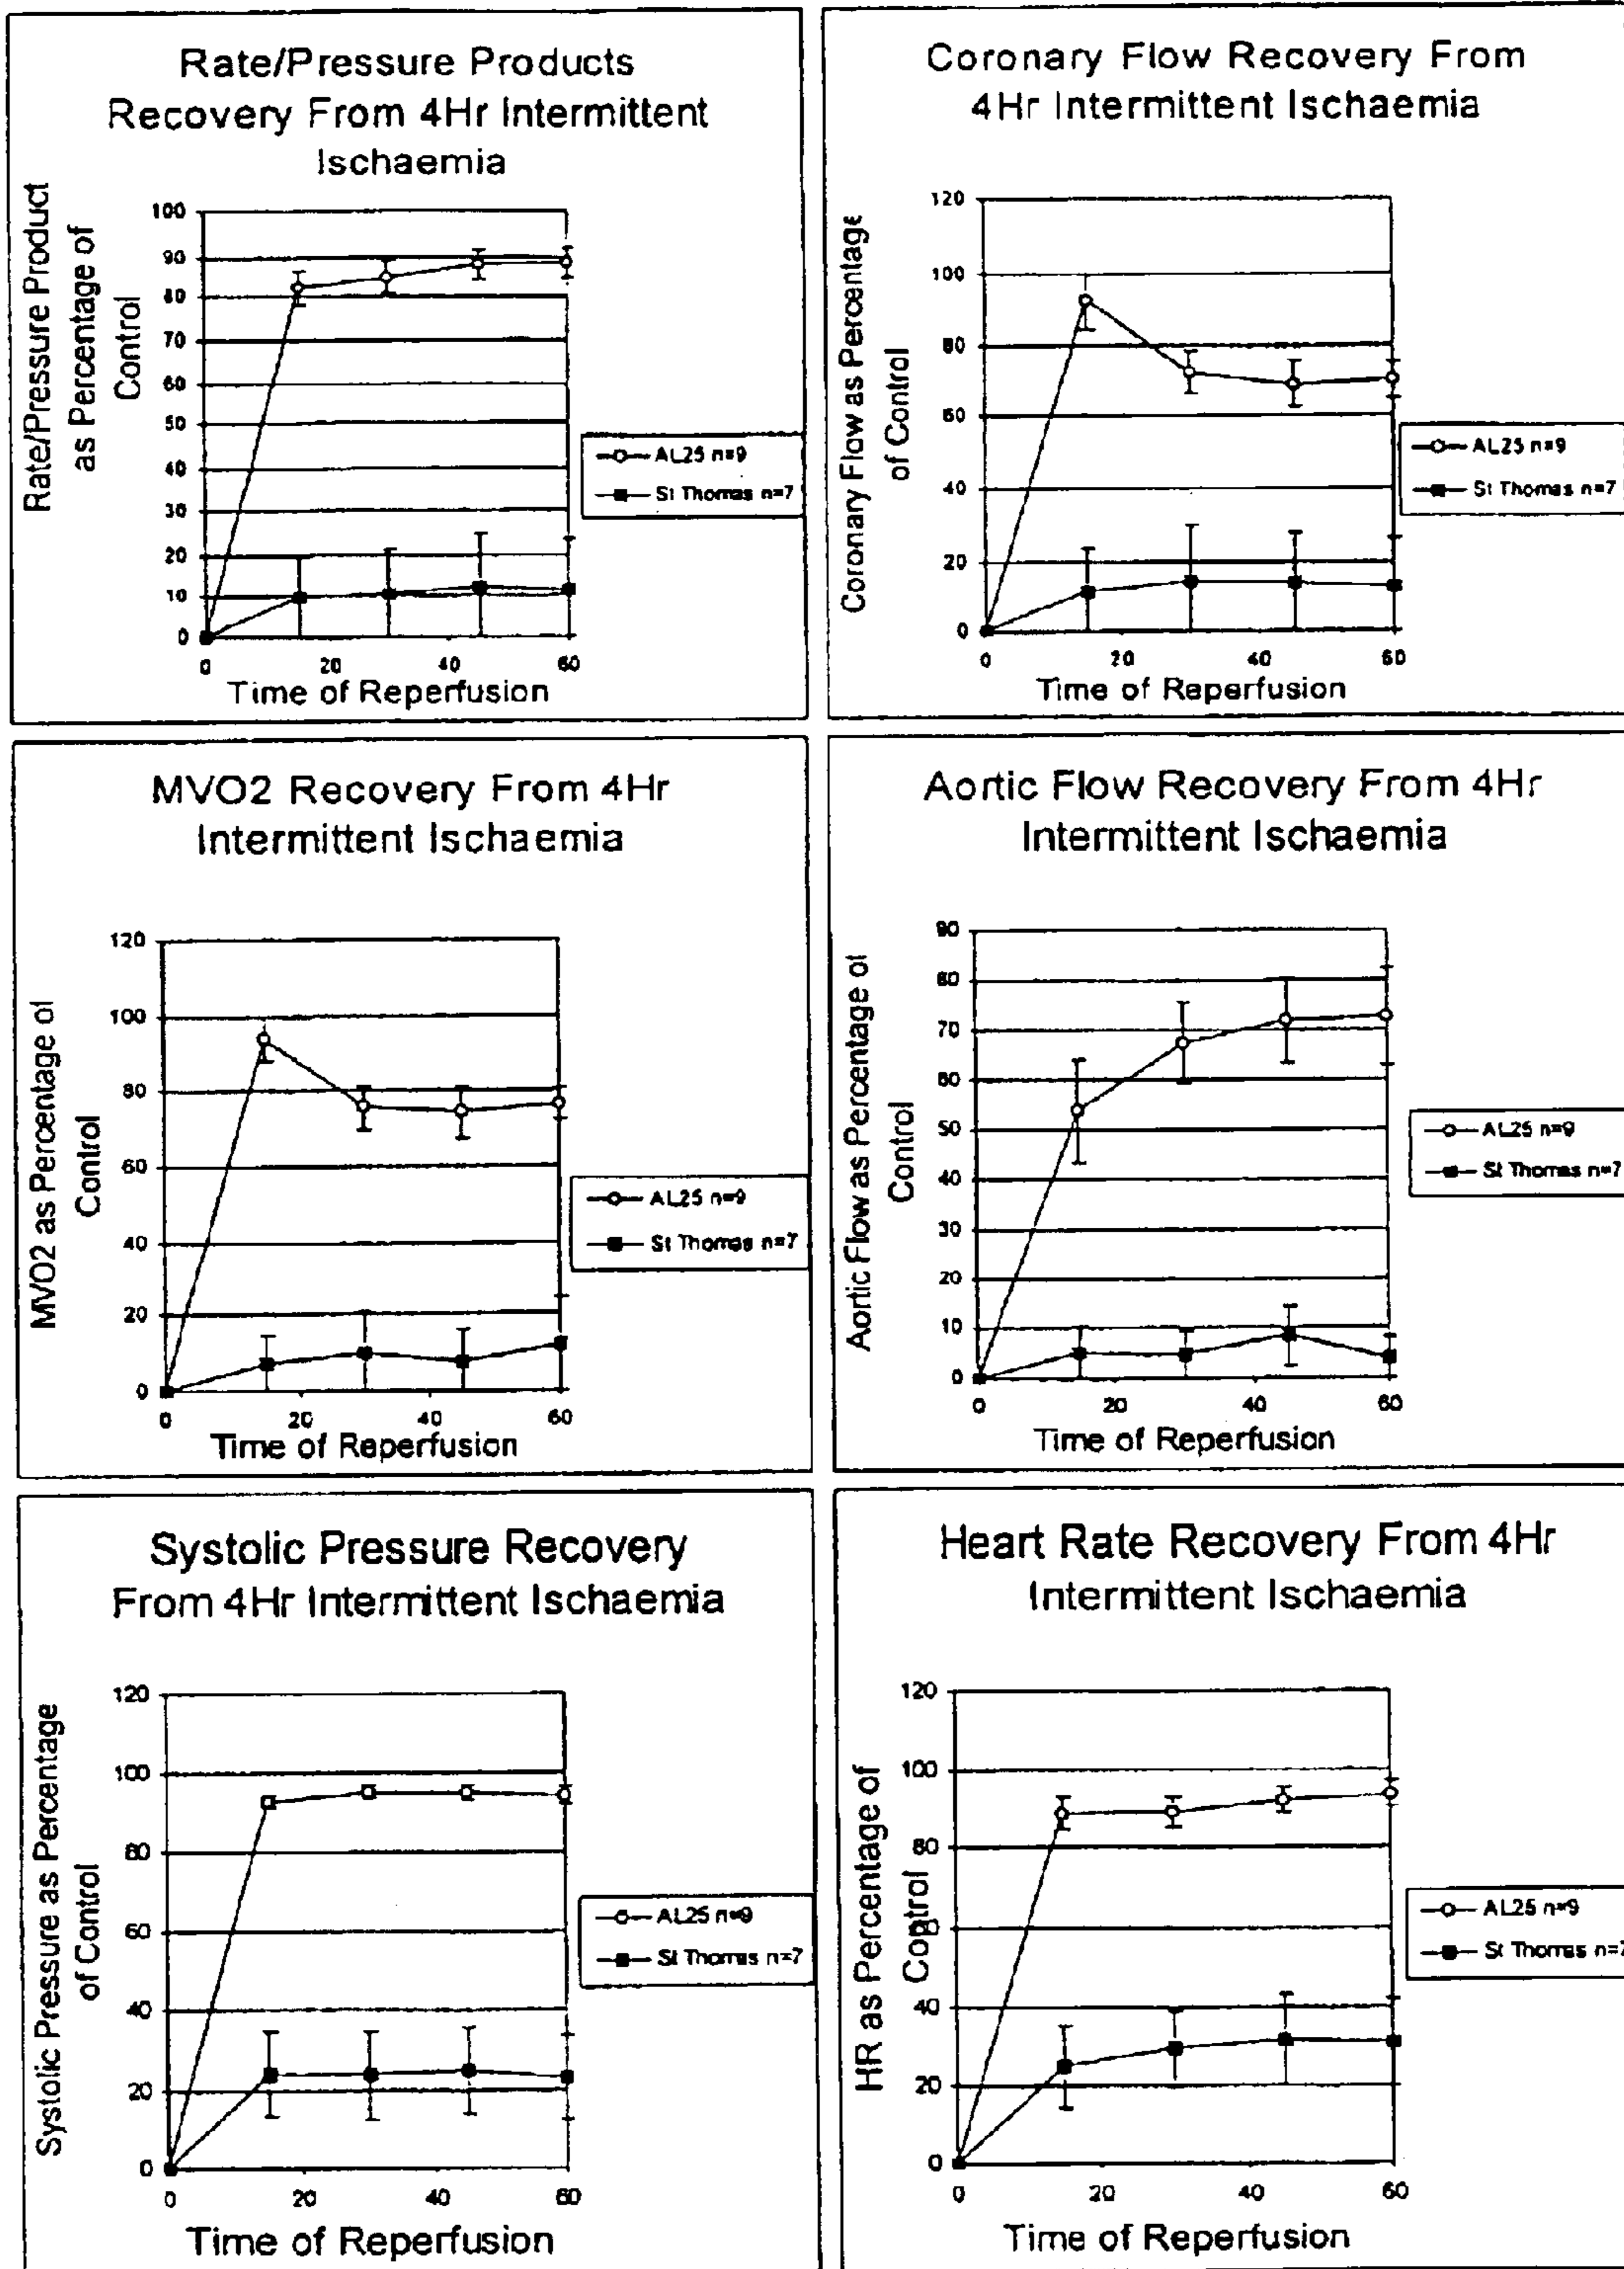 Rate/Pressure Products
Recovery From 4Hr Intermittent
Ischaemia
Rate/Pressure Product
as Percentage of
Control
100
90
80
70
60
50
40
30
20
10
0
0 20 40 60
Time of Reperfusion
AL25 n=9
St Thomas n=7
Coronary Flow Recovery From
4Hr Intermittent Ischaemia
Coronary Flow as Percentage
of Control
120
100
80
60
40
20
0
0 20 40 60
Time of Reperfusion
AL25 n=9
St Thomas n=7
MVO2 Recovery From 4Hr
Intermittent Ischaemia
MVO2 as Percentage of
Control
120
100
80
60
40
20
0
0 20 40 60
Time of Reperfusion
AL25 n=9
St Thomas n=7
Aortic Flow Recovery From 4Hr
Intermittent Ischaemia
Aortic Flow as Percentage of
Control
90
80
70
60
50
40
30
20
10
0
0 20 40 60
Time of Reperfusion
AL25 n=9
St Thomas n=7
Systolic Pressure Recovery
From 4Hr Intermittent Ischaemia
Systolic Pressure as Percentage
of Control
120
100
80
60
40
20
0
0 20 40 60
Time of Reperfusion
AL25 n=9
St Thomas n=7
Heart Rate Recovery From 4Hr
Intermittent Ischaemia
HR as Percentage of
Control
120
100
80
60
40
20
0
0 20 40 60
Time of Reperfusion
AL25 n=9
St Thomas n=7